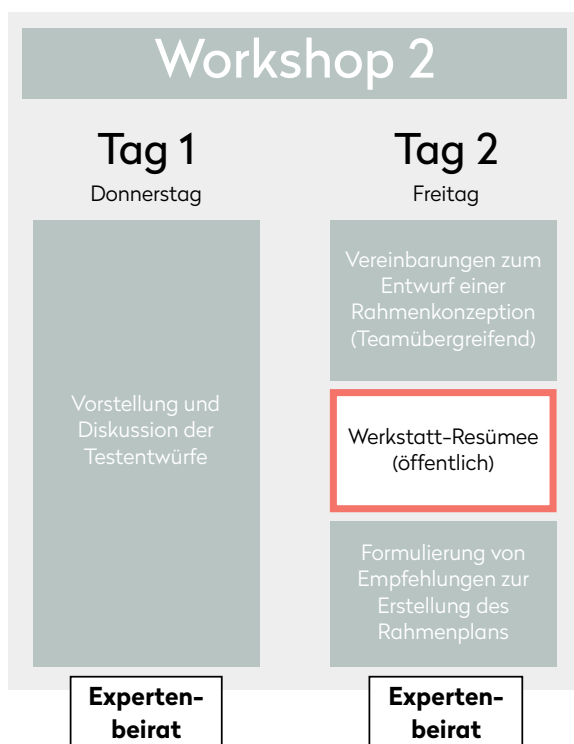 Workshop 2
Tag 1
Donnerstag
Vorstellung und
Diskussion der
Testentwürfe
Experten-
beirat
Tag 2
Freitag
Vereinbarungen zum
Entwurf einer
Rahmenkonzeption
(Teamübergreifend)
Werkstatt-Resümee
(öffentlich)
Formulierung von
Empfehlungen zur
Erstellung des
Rahmenplans
Experten-
beirat